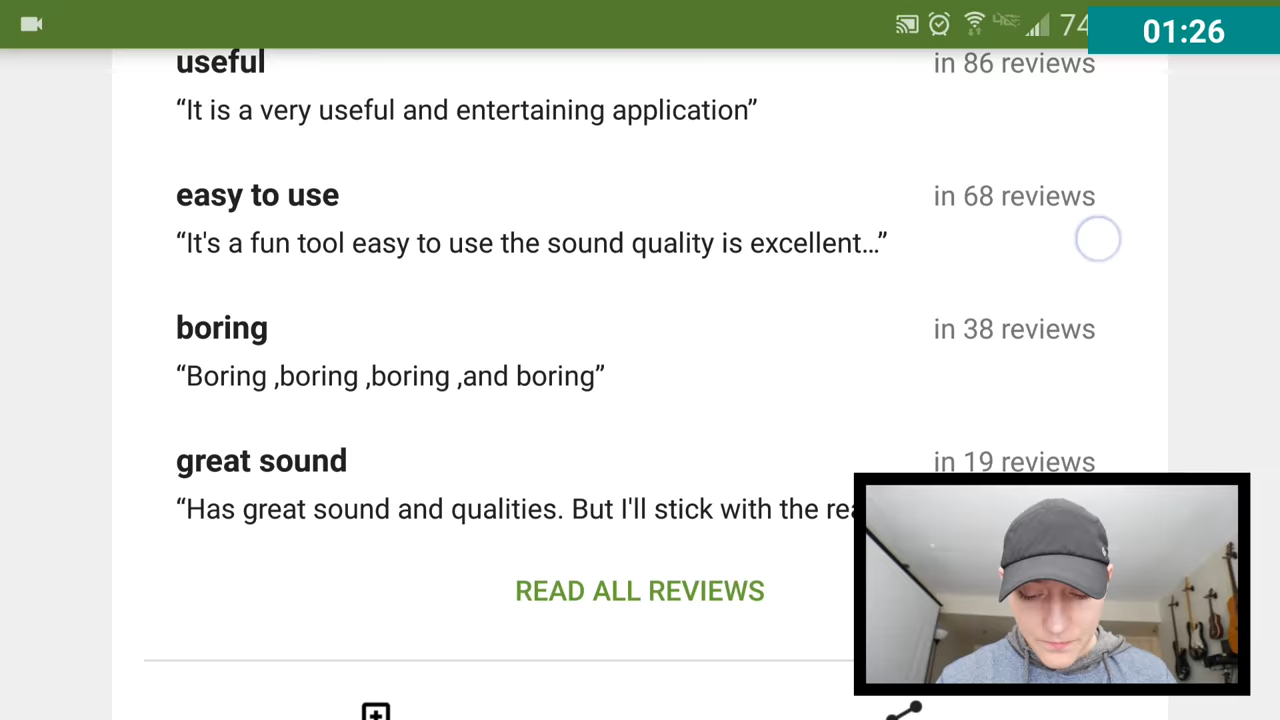 74
01:26
useful
in 86 reviews
“It is a very useful and entertaining application”
easy to use
in 68 reviews
“It's a fun tool easy to use the sound quality is excellent…”
boring
in 38 reviews
“Boring ,boring ,boring ,and boring”
great sound
in 19 reviews
“Has great sound and qualities. But I'll stick with the
READ ALL REVIEWS